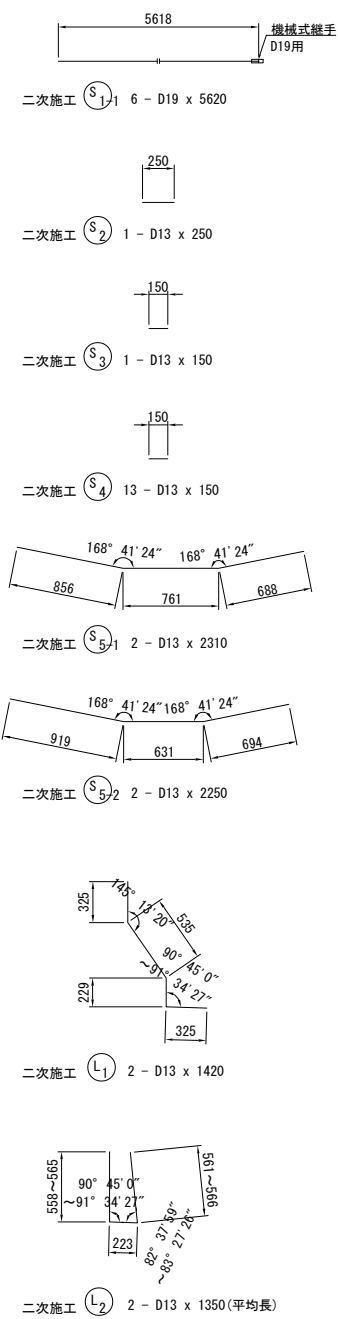 5618
機械式継手
D19用
二次施工 S1-1 6 - D19 x 5620
250
二次施工 S2 1 - D13 x 250
150
二次施工 S3 1 - D13 x 150
150
二次施工 S4 13 - D13 x 150
168° 41'24" 168° 41'24"
856 761 688
二次施工 S5-1 2 - D13 x 2310
168° 41'24" 168° 41'24"
919 631 694
二次施工 S5-2 2 - D13 x 2250
325
145° 13'20"
535
90° 45'0"
~91° 34'27"
229
325
二次施工 L1 2 - D13 x 1420
558~565
90° 45'0"
~91° 34'27"
561~566
223
82° 37'59"
~83° 27'26"
二次施工 L2 2 - D13 x 1350(平均長)